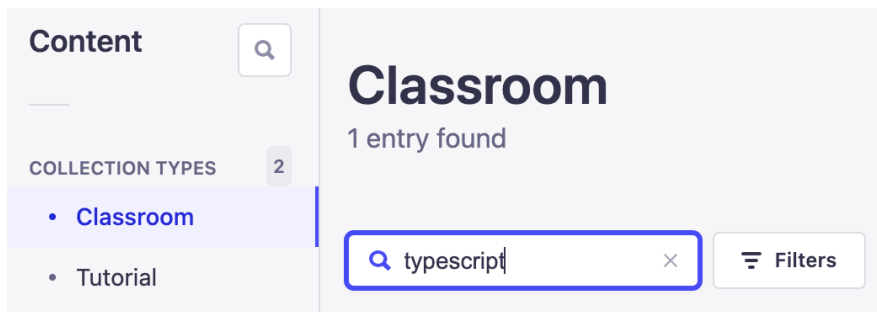 Content
COLLECTION TYPES 2
Classroom
Tutorial
Classroom
1 entry found
typescript
Filters